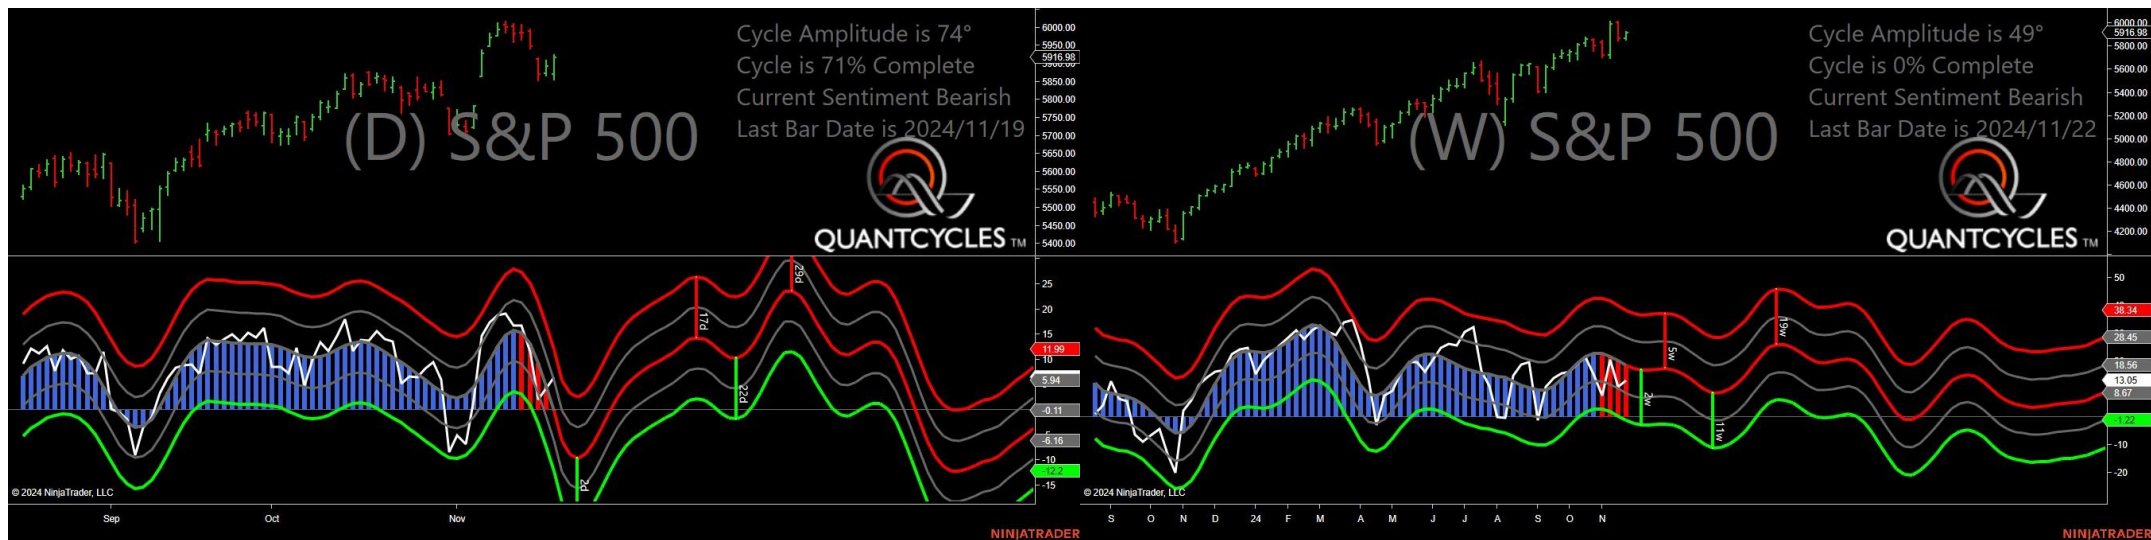 Cycle Amplitude is 74°
Cycle is 71% Complete
Current Sentiment Bearish
Last Bar Date is 2024/11/19
(D) S&P 500
QUANTCYCLES TM
6000.00
5950.00
5916.98
5850.00
5800.00
5750.00
5700.00
5650.00
5600.00
5550.00
5500.00
5450.00
5400.00
25
20
15
11.99
10
5.94
-0.11
-6.16
-10
-12.2
-15
17d
29d
22d
2d
© 2024 NinjaTrader, LLC
Sep Oct Nov
NINJATRADER
Cycle Amplitude is 49°
Cycle is 0% Complete
Current Sentiment Bearish
Last Bar Date is 2024/11/22
(W) S&P 500
QUANTCYCLES TM
6000.00
5916.98
5800.00
5600.00
5400.00
5200.00
5000.00
4800.00
4600.00
4400.00
4200.00
50
38.34
28.45
18.56
13.05
8.67
-1.22
-10
-20
5w
19w
2w
11w
© 2024 NinjaTrader, LLC
S O N D 24 F M A M J J A S O N
NINJATRADER